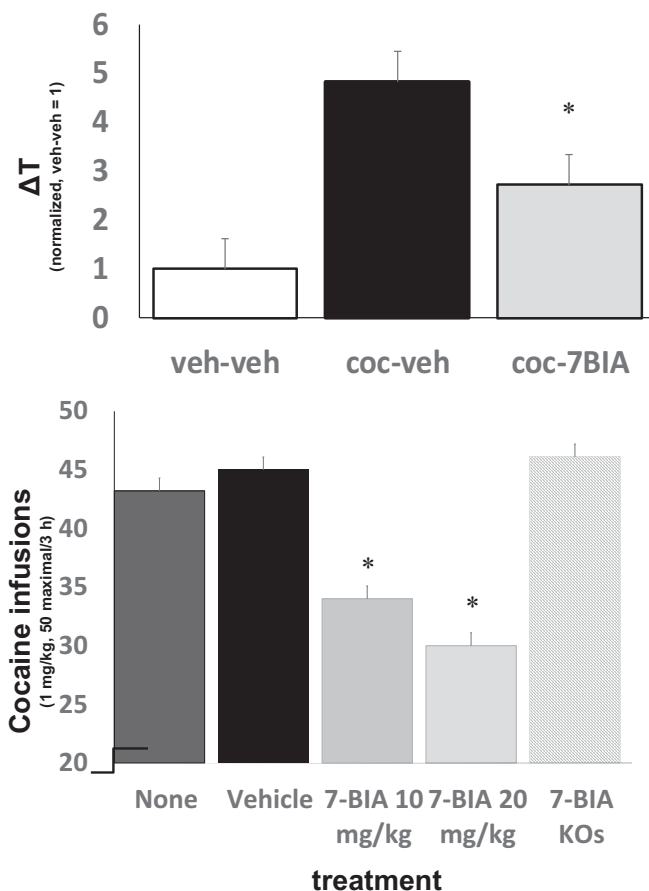 6
5
4
3
2
1
0
ΔT
(normalized, veh-veh = 1)
*
veh-veh coc-veh coc-7BIA
50
45
40
35
30
25
20
Cocaine infusions
(1 mg/kg, 50 maximal/3 h)
*
*
None Vehicle 7-BIA 10 7-BIA 20 7-BIA
mg/kg mg/kg KOs
treatment